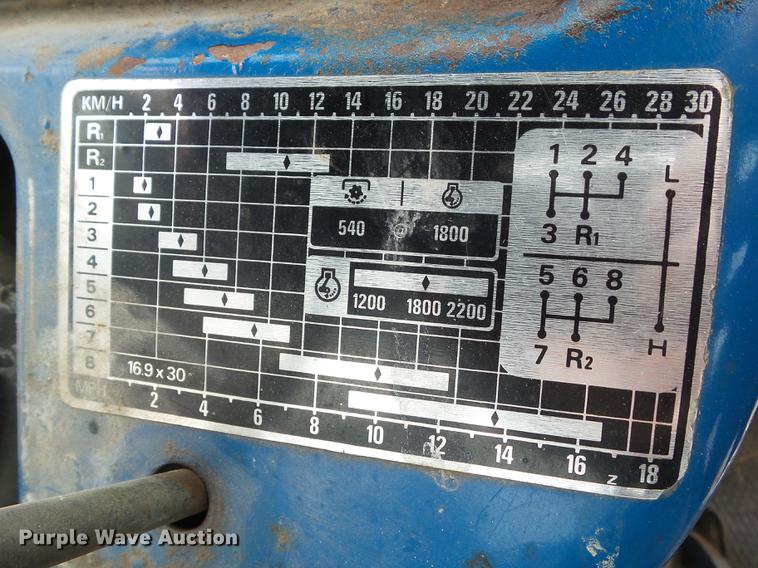 KM/H 2 4 6 8 10 12 14 16 18 20 22 24 26 28 30
R1
R2
1
2
3
4
5
6
7
8
540 @ 1800
1200 1800 2200
1 2 4 L
3 R1
5 6 8
7 R2 H
16.9 x 30
MPH 2 4 6 8 10 12 14 16 z 18
Purple Wave Auction